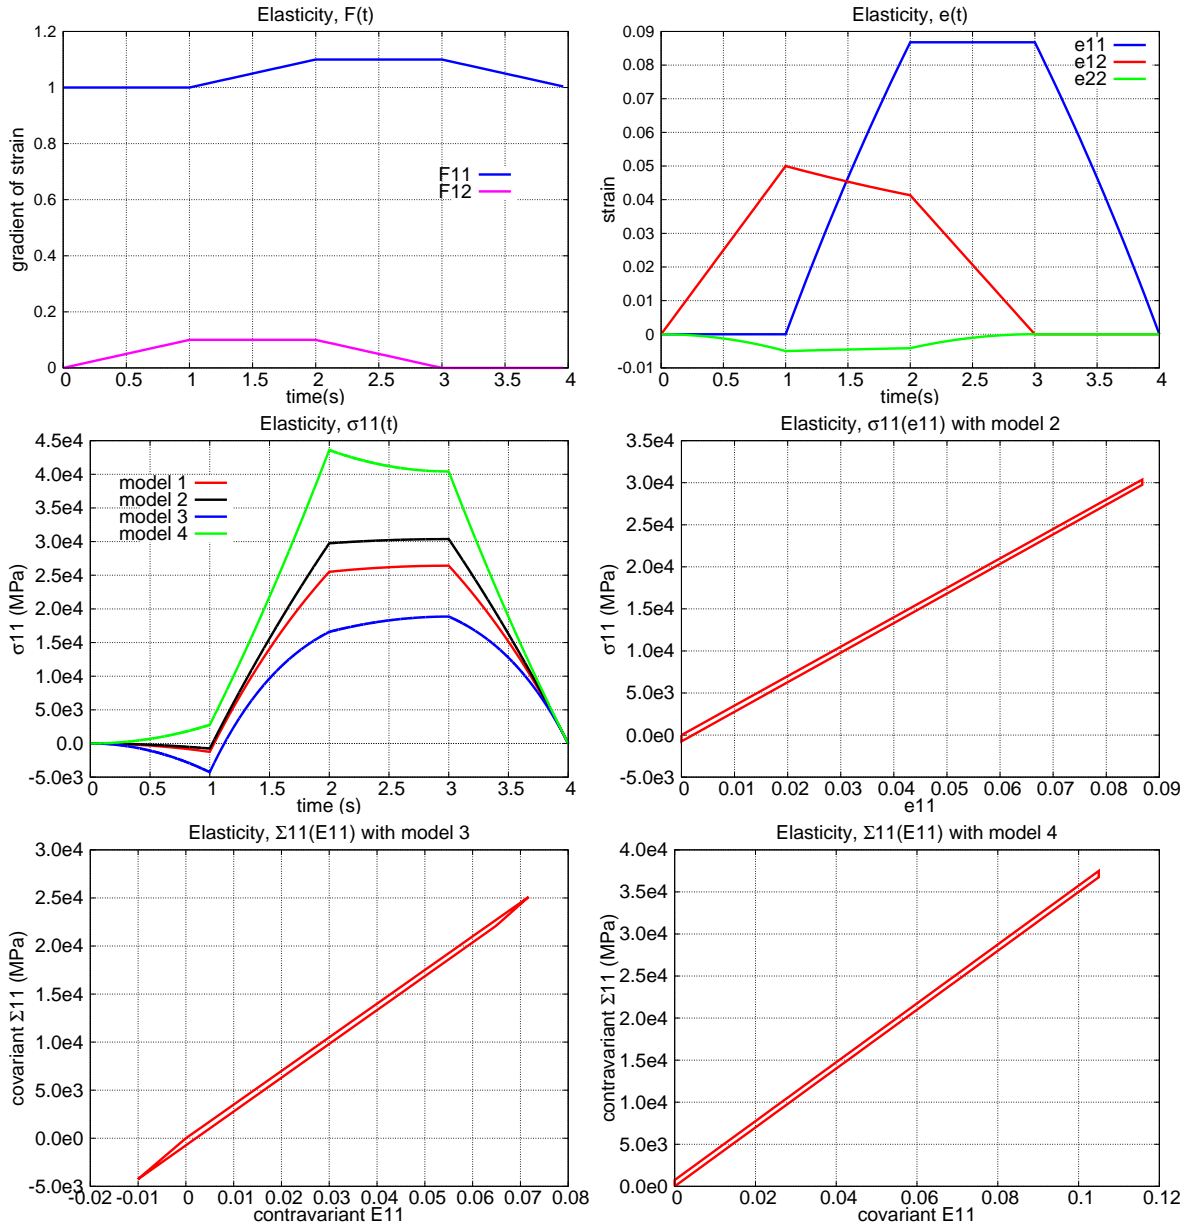 Elasticity, F(t)
1.2
1
0.8
0.6
0.4
0.2
0
gradient of strain
F11
F12
0 0.5 1 1.5 2 2.5 3 3.5 4
time(s)
Elasticity, e(t)
0.09
0.08
0.07
0.06
0.05
0.04
0.03
0.02
0.01
0
-0.01
strain
e11
e12
e22
0 0.5 1 1.5 2 2.5 3 3.5 4
time(s)
Elasticity, σ11(t)
4.5e4
4.0e4
3.5e4
3.0e4
2.5e4
2.0e4
1.5e4
1.0e4
5.0e3
0.0
-5.0e3
σ11 (MPa)
model 1
model 2
model 3
model 4
0 0.5 1 1.5 2 2.5 3 3.5 4
time (s)
Elasticity, σ11(e11) with model 2
3.5e4
3.0e4
2.5e4
2.0e4
1.5e4
1.0e4
5.0e3
0.0e0
-5.0e3
σ11 (MPa)
0 0.01 0.02 0.03 0.04 0.05 0.06 0.07 0.08 0.09
e11
Elasticity, Σ11(E11) with model 3
3.0e4
2.5e4
2.0e4
1.5e4
1.0e4
5.0e3
0.0e0
-5.0e3
covariant Σ11 (MPa)
-0.02 -0.01 0 0.01 0.02 0.03 0.04 0.05 0.06 0.07 0.08
contravariant E11
Elasticity, Σ11(E11) with model 4
4.0e4
3.5e4
3.0e4
2.5e4
2.0e4
1.5e4
1.0e4
5.0e3
0.0e0
contravariant Σ11 (MPa)
0 0.02 0.04 0.06 0.08 0.1 0.12
covariant E11